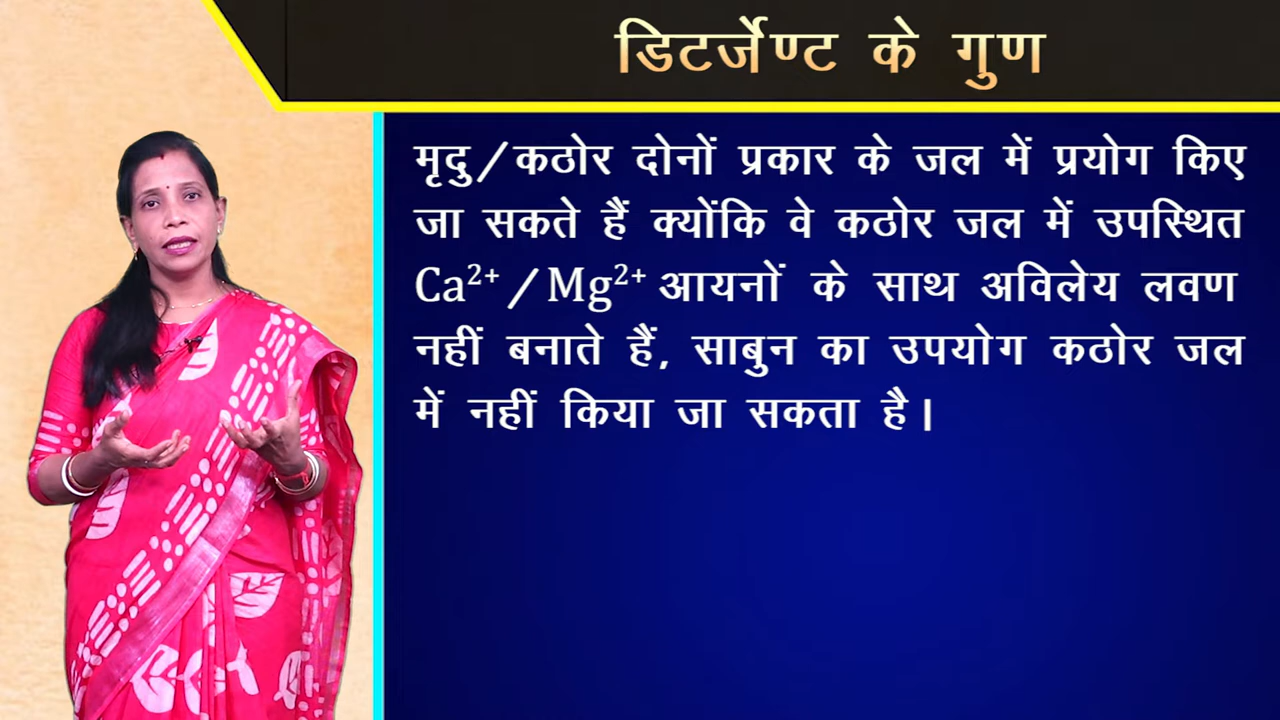 डिटर्जेण्ट के गुण
मृदु/कठोर दोनों प्रकार के जल में प्रयोग किए
जा सकते हैं क्योंकि वे कठोर जल में उपस्थित
Ca²⁺/Mg²⁺ आयनों के साथ अविलेय लवण
नहीं बनाते हैं, साबुन का उपयोग कठोर जल
में नहीं किया जा सकता है।